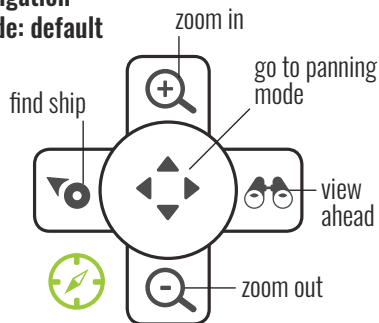 de: default
zoom in
go to panning
mode
find ship
view
ahead
zoom out